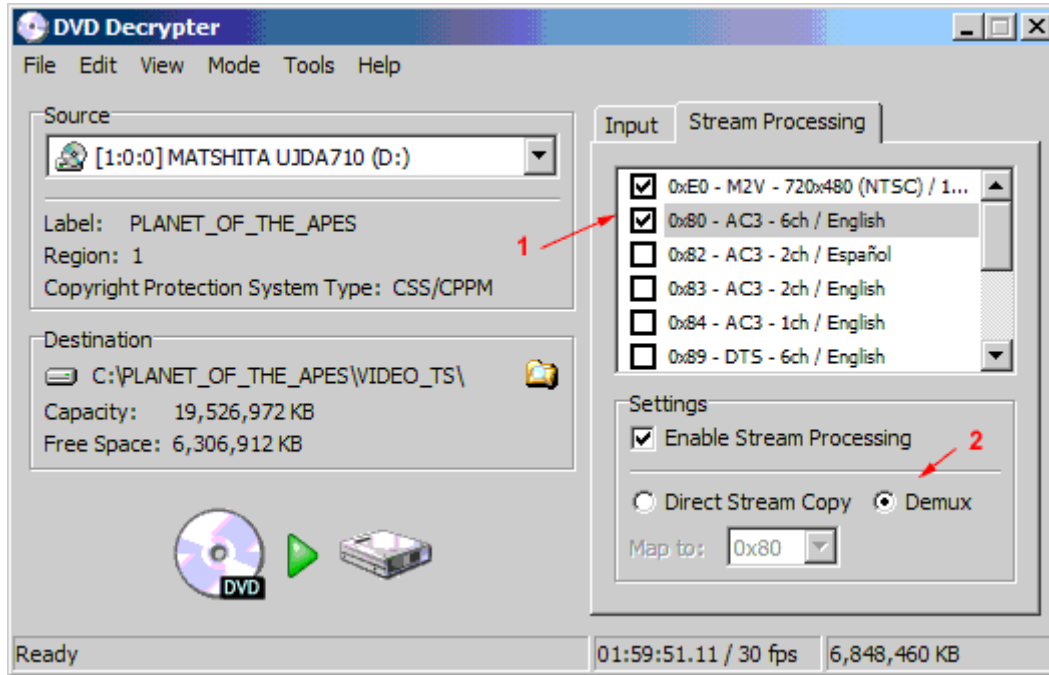 DVD Decrypter
File Edit View Mode Tools Help
Source
[1:0:0] MATSHITA UJDA710 (D:)
Label: PLANET_OF_THE_APES
Region: 1
Copyright Protection System Type: CSS/CPPM
Destination
C:\PLANET_OF_THE_APES\VIDEO_TS\
Capacity: 19,526,972 KB
Free Space: 6,306,912 KB
DVD
Input Stream Processing
0xE0 - M2V - 720x480 (NTSC) / 1...
1
0x80 - AC3 - 6ch / English
0x82 - AC3 - 2ch / Español
0x83 - AC3 - 2ch / English
0x84 - AC3 - 1ch / English
0x89 - DTS - 6ch / English
Settings
Enable Stream Processing
2
Direct Stream Copy Demux
Map to: 0x80
Ready 01:59:51.11 / 30 fps 6,848,460 KB